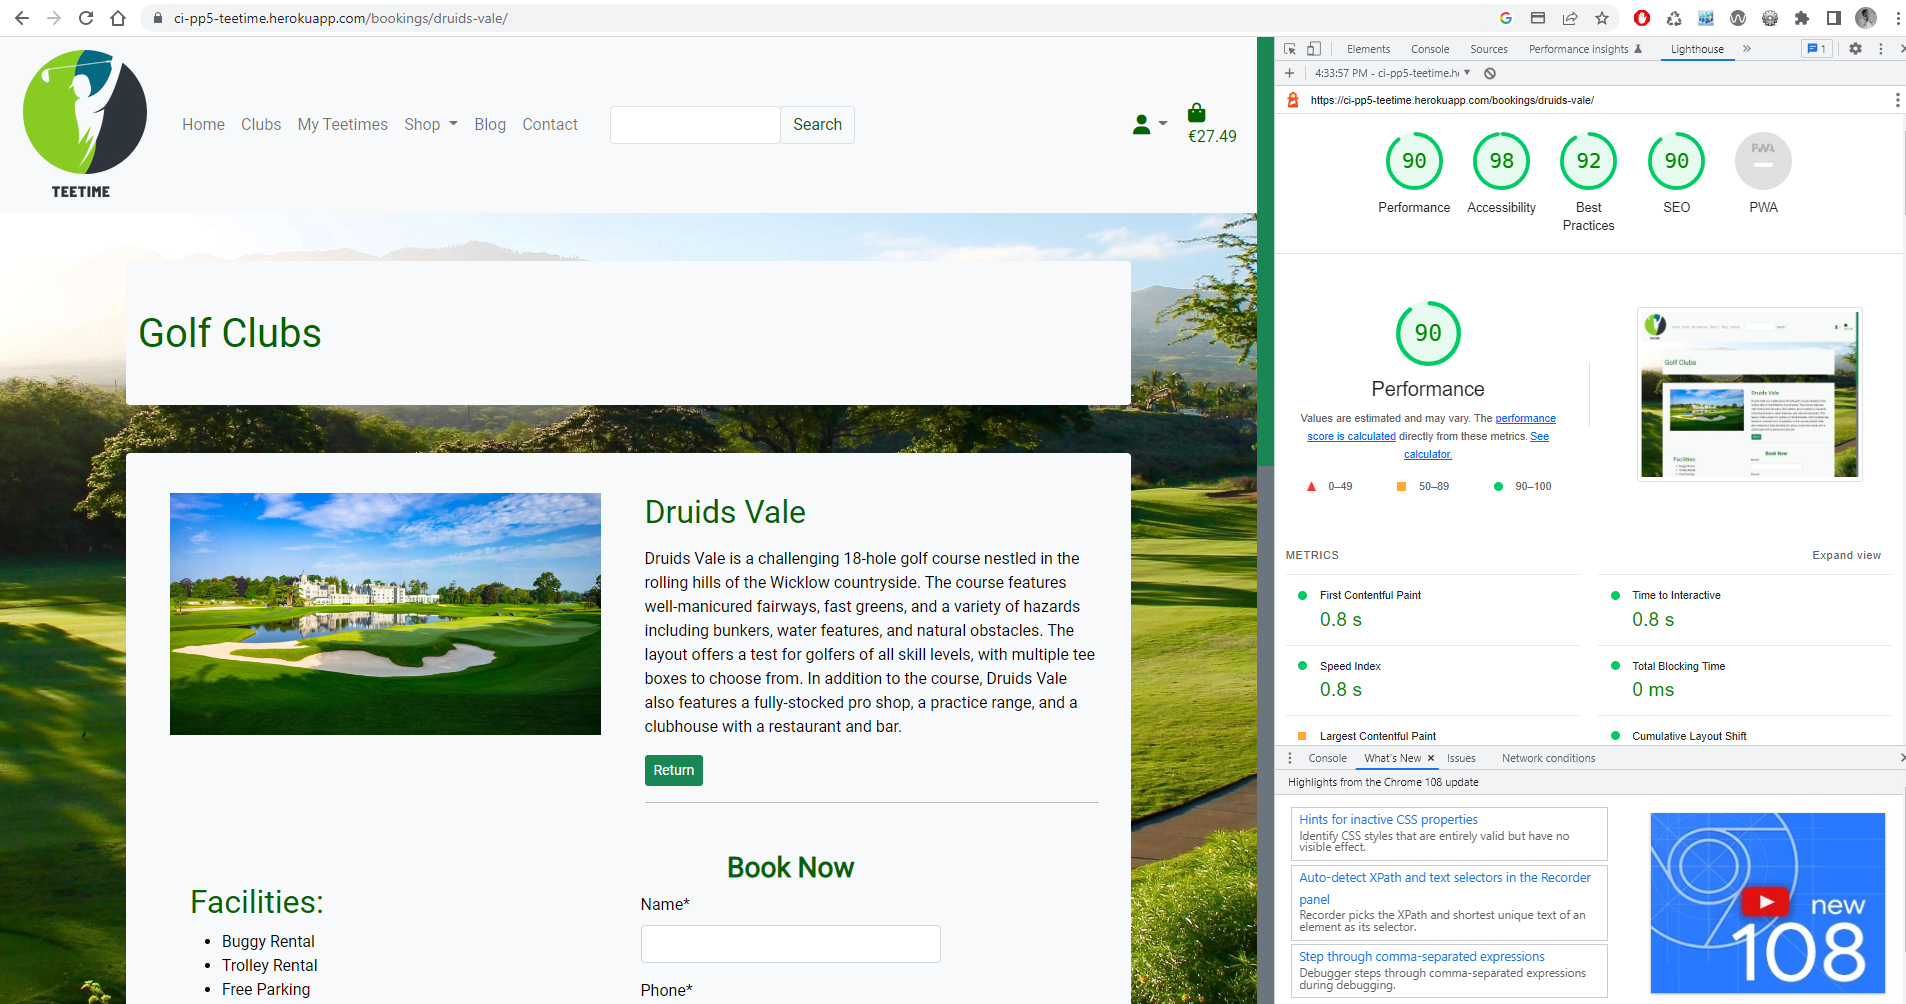 ci-pp5-teetime.herokuapp.com/bookings/druids-vale/
TEETIME
Home Clubs My Teetimes Shop Blog Contact Search
€27.49
Golf Clubs
Druids Vale
Druids Vale is a challenging 18-hole golf course nestled in the
rolling hills of the Wicklow countryside. The course features
well-manicured fairways, fast greens, and a variety of hazards
including bunkers, water features, and natural obstacles. The
layout offers a test for golfers of all skill levels, with multiple tee
boxes to choose from. In addition to the course, Druids Vale
also features a fully-stocked pro shop, a practice range, and a
clubhouse with a restaurant and bar.
Return
Facilities:
Buggy Rental
Trolley Rental
Free Parking
Book Now
Name*
Phone*
Elements Console Sources Performance insights Lighthouse 1
4:33:57 PM - ci-pp5-teetime.h
https://ci-pp5-teetime.herokuapp.com/bookings/druids-vale/
90 98 92 90 PWA
Performance Accessibility Best Practices SEO PWA
90
Performance
Values are estimated and may vary. The performance
score is calculated directly from these metrics. See
calculator.
0–49 50–89 90–100
Golf Clubs
Druids Vale
Book Now
Facilities:
METRICS Expand view
First Contentful Paint
0.8 s
Time to Interactive
0.8 s
Speed Index
0.8 s
Total Blocking Time
0 ms
Largest Contentful Paint
Cumulative Layout Shift
Console What's New Issues Network conditions
Highlights from the Chrome 108 update
Hints for inactive CSS properties
Identify CSS styles that are entirely valid but have no
visible effect.
Auto-detect XPath and text selectors in the Recorder
panel
Recorder picks the XPath and shortest unique text of an
element as its selector.
Step through comma-separated expressions
Debugger steps through comma-separated expressions
during debugging.
new
108